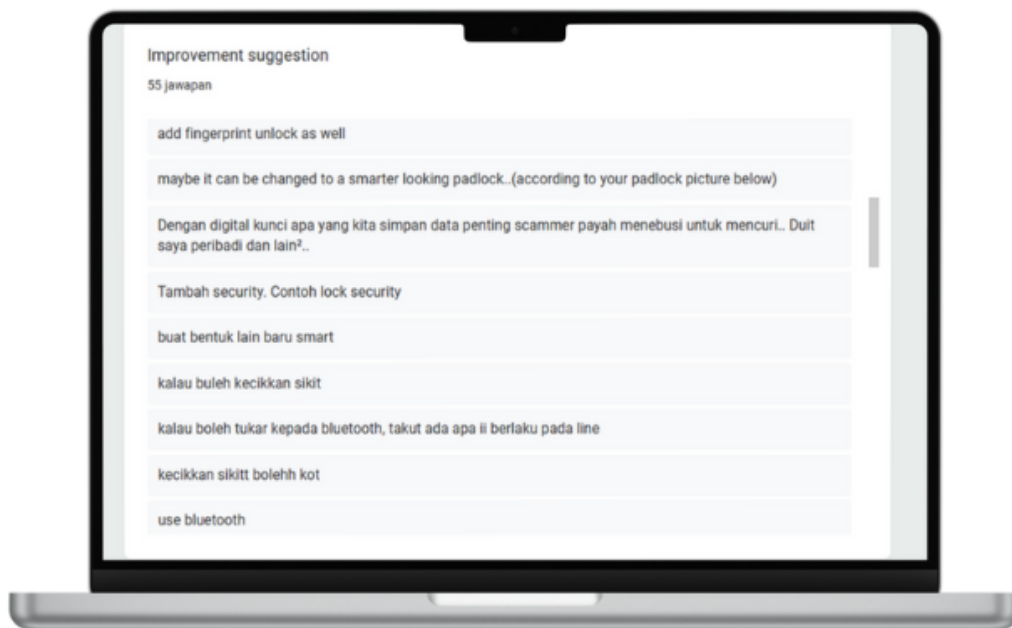 Improvement suggestion
55 jawapan
add fingerprint unlock as well
maybe it can be changed to a smarter looking padlock..(according to your padlock picture below)
Dengan digital kunci apa yang kita simpan data penting scammer payah menebusi untuk mencuri.. Duit
saya peribadi dan lain²..
Tambah security. Contoh lock security
buat bentuk lain baru smart
kalau buleh kecikkan sikit
kalau boleh tukar kepada bluetooth, takut ada apa ii berlaku pada line
kecikkan sikitt bolehh kot
use bluetooth